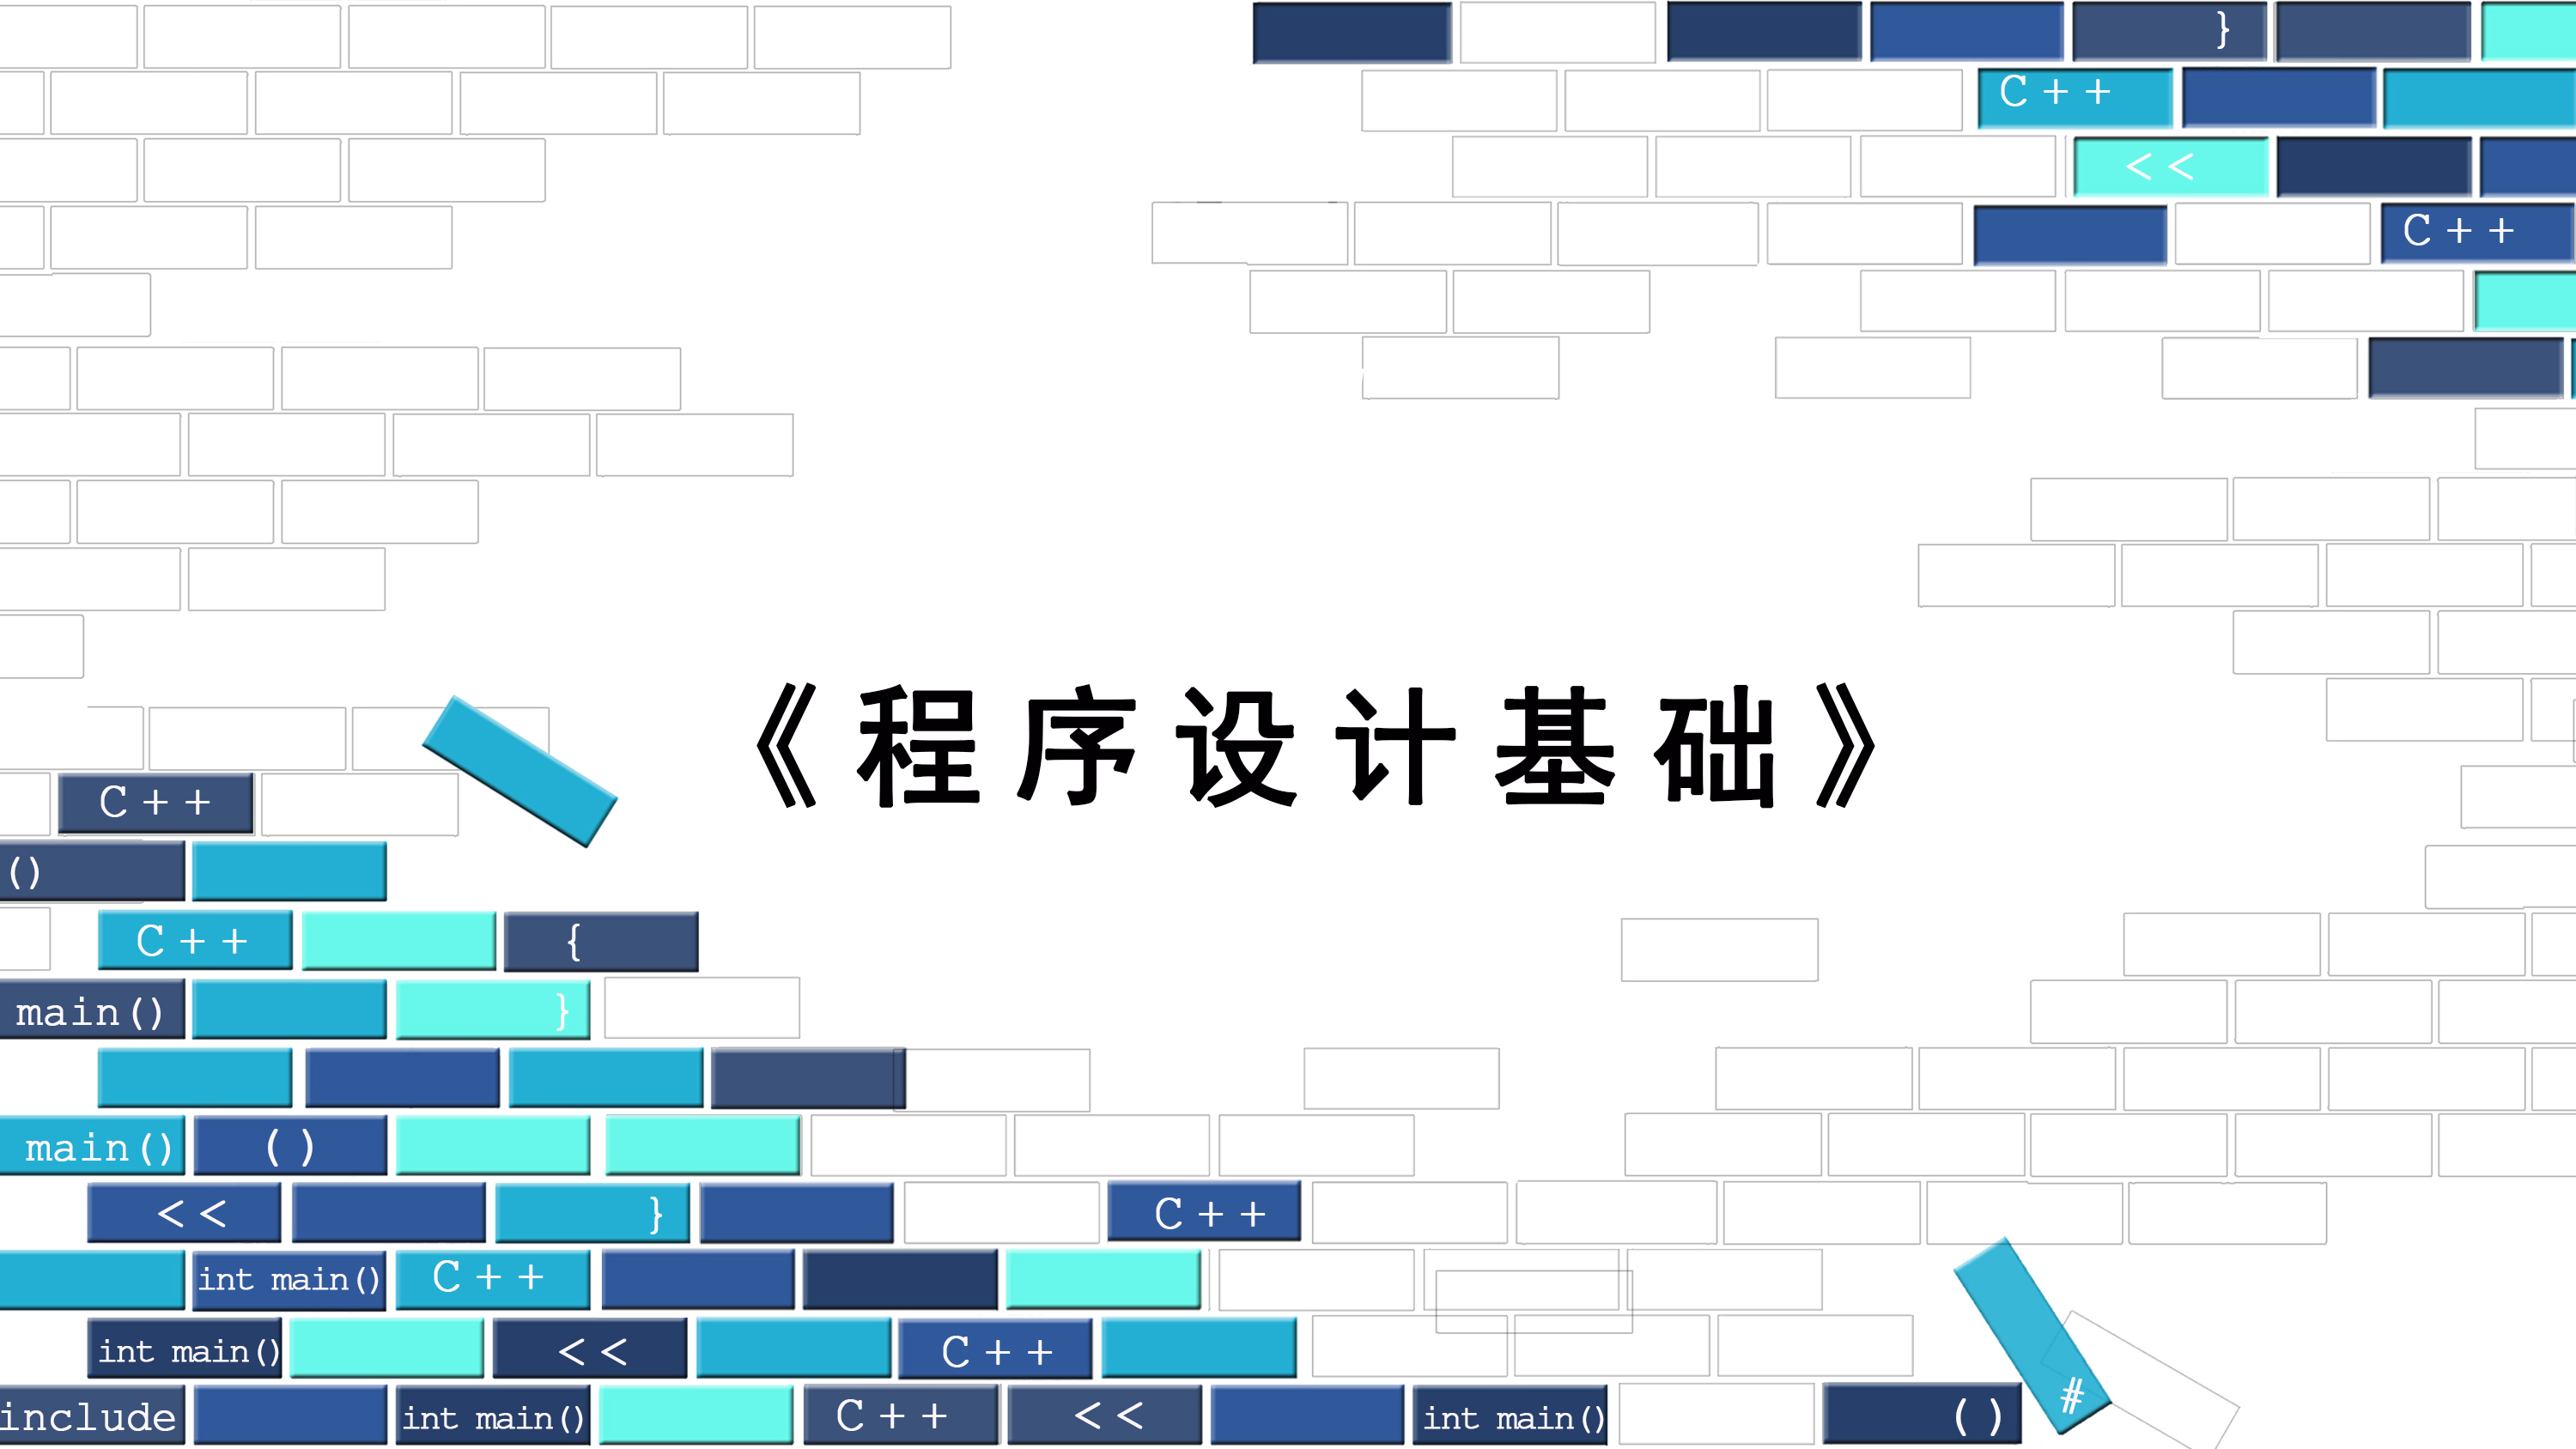 }
C++
<<
C++
《程序设计基础》
C++
()
C++ {
main() }
main() ()
<< } C++
int main() C++
int main() << C++
include int main() C++ << int main() () #